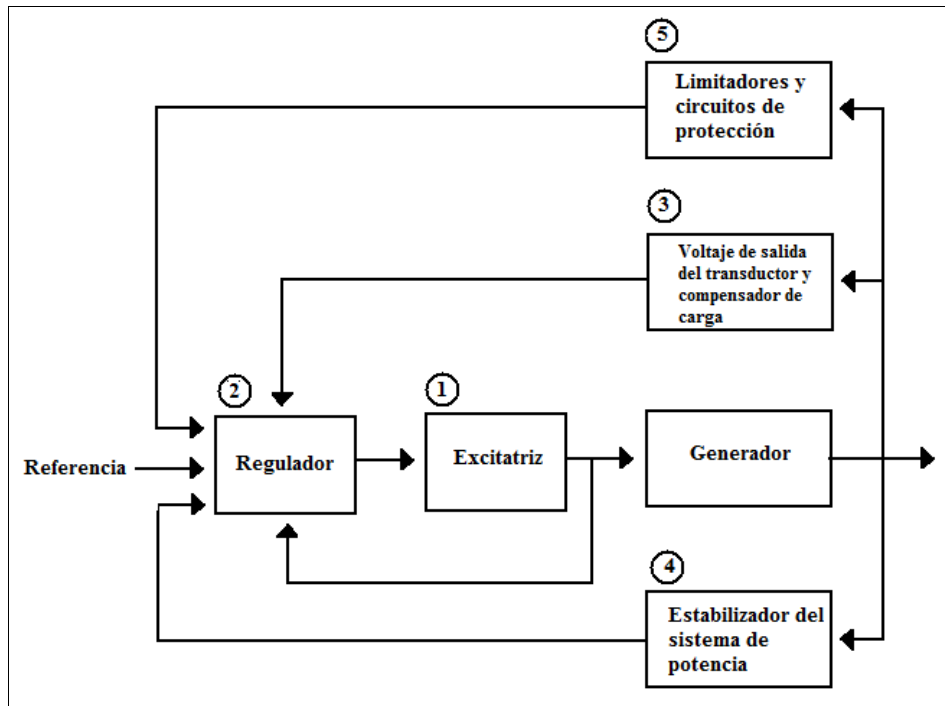 5
Limitadores y
circuitos de
protección
3
Voltaje de salida
del transductor y
compensador de
carga
2
1
Referencia
Regulador
Excitatriz
Generador
4
Estabilizador del
sistema de
potencia